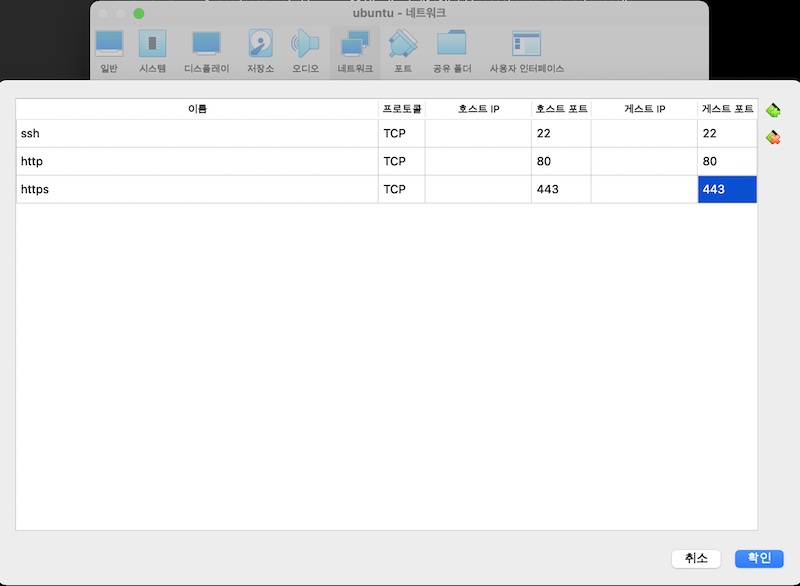 ubuntu - 네트워크
일반 시스템 디스플레이 저장소 오디오 네트워크 포트 공유 폴더 사용자 인터페이스
이름 프로토콜 호스트 IP 호스트 포트 게스트 IP 게스트 포트
ssh TCP 22 22
http TCP 80 80
https TCP 443 443
취소 확인